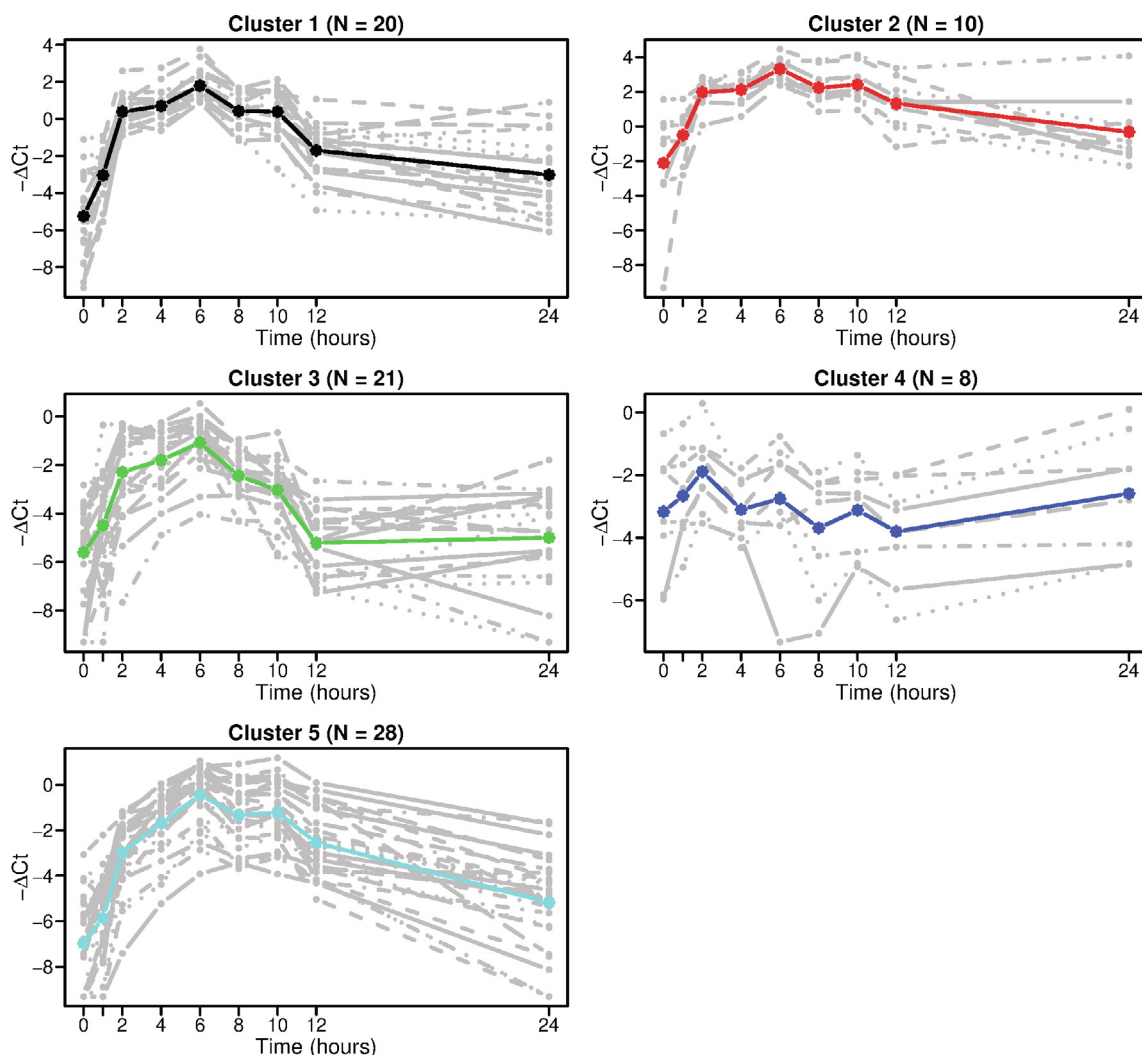 Cluster 1 (N = 20)
4
2
0
−2
−4
−6
−8
−ΔCt
0 2 4 6 8 10 12 24
Time (hours)
Cluster 2 (N = 10)
4
2
0
−2
−4
−6
−8
−ΔCt
0 2 4 6 8 10 12 24
Time (hours)
Cluster 3 (N = 21)
0
−2
−4
−6
−8
−ΔCt
0 2 4 6 8 10 12 24
Time (hours)
Cluster 4 (N = 8)
0
−2
−4
−6
−ΔCt
0 2 4 6 8 10 12 24
Time (hours)
Cluster 5 (N = 28)
0
−2
−4
−6
−8
−ΔCt
0 2 4 6 8 10 12 24
Time (hours)